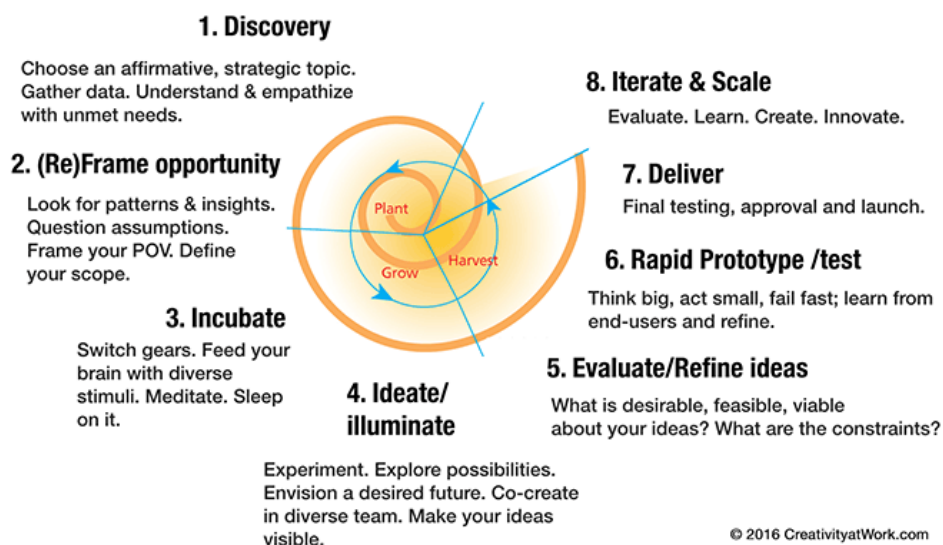 1. Discovery
Choose an affirmative, strategic topic.
Gather data. Understand & empathize
with unmet needs.
2. (Re)Frame opportunity
Look for patterns & insights.
Question assumptions.
Frame your POV. Define
your scope.
3. Incubate
Switch gears. Feed your
brain with diverse
stimuli. Meditate. Sleep
on it.
4. Ideate/
illuminate
Experiment. Explore possibilities.
Envision a desired future. Co-create
in diverse team. Make your ideas
visible.
5. Evaluate/Refine ideas
What is desirable, feasible, viable
about your ideas? What are the constraints?
6. Rapid Prototype /test
Think big, act small, fail fast; learn from
end-users and refine.
7. Deliver
Final testing, approval and launch.
8. Iterate & Scale
Evaluate. Learn. Create. Innovate.
Plant
Grow
Harvest
© 2016 CreativityatWork.com